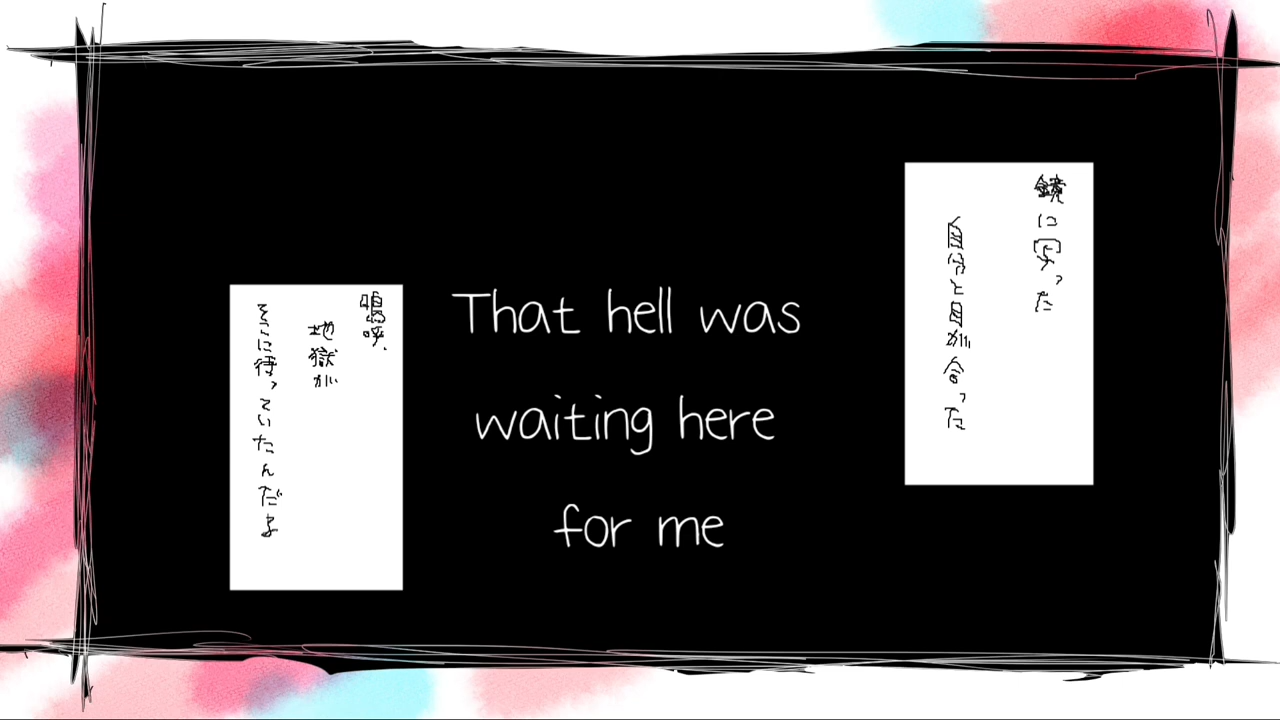 鏡に写った
自分と目が合った
That hell was
waiting here
for me
嗚呼、
地獄が
そこに待っていたんだよ